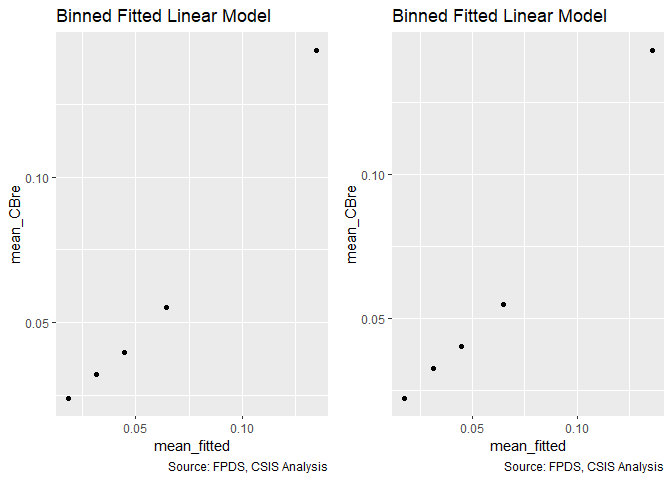 Binned Fitted Linear Model
mean_CBre
0.10
0.05
0.05
0.10
mean_fitted
Source: FPDS, CSIS Analysis
Binned Fitted Linear Model
mean_CBre
0.10
0.05
0.05
0.10
mean_fitted
Source: FPDS, CSIS Analysis